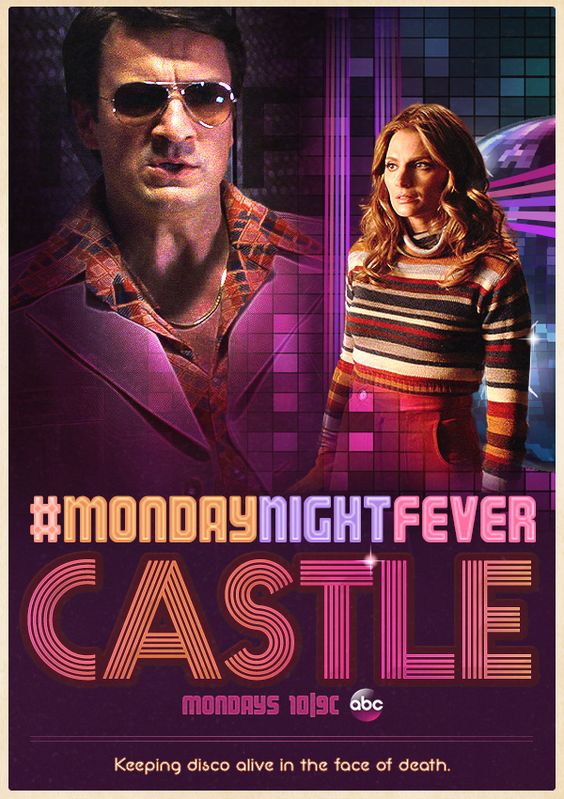 #MONDAYNIGHTFEVER
CASTLE
MONDAYS 10|9C abc
Keeping disco alive in the face of death.